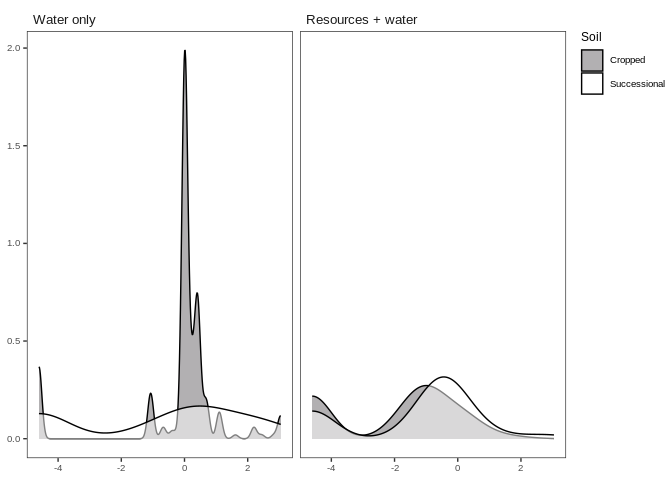 Water only
Resources + water
Soil
Cropped
Successional
2.0
1.5
1.0
0.5
0.0
-4 -2 0 2
-4 -2 0 2